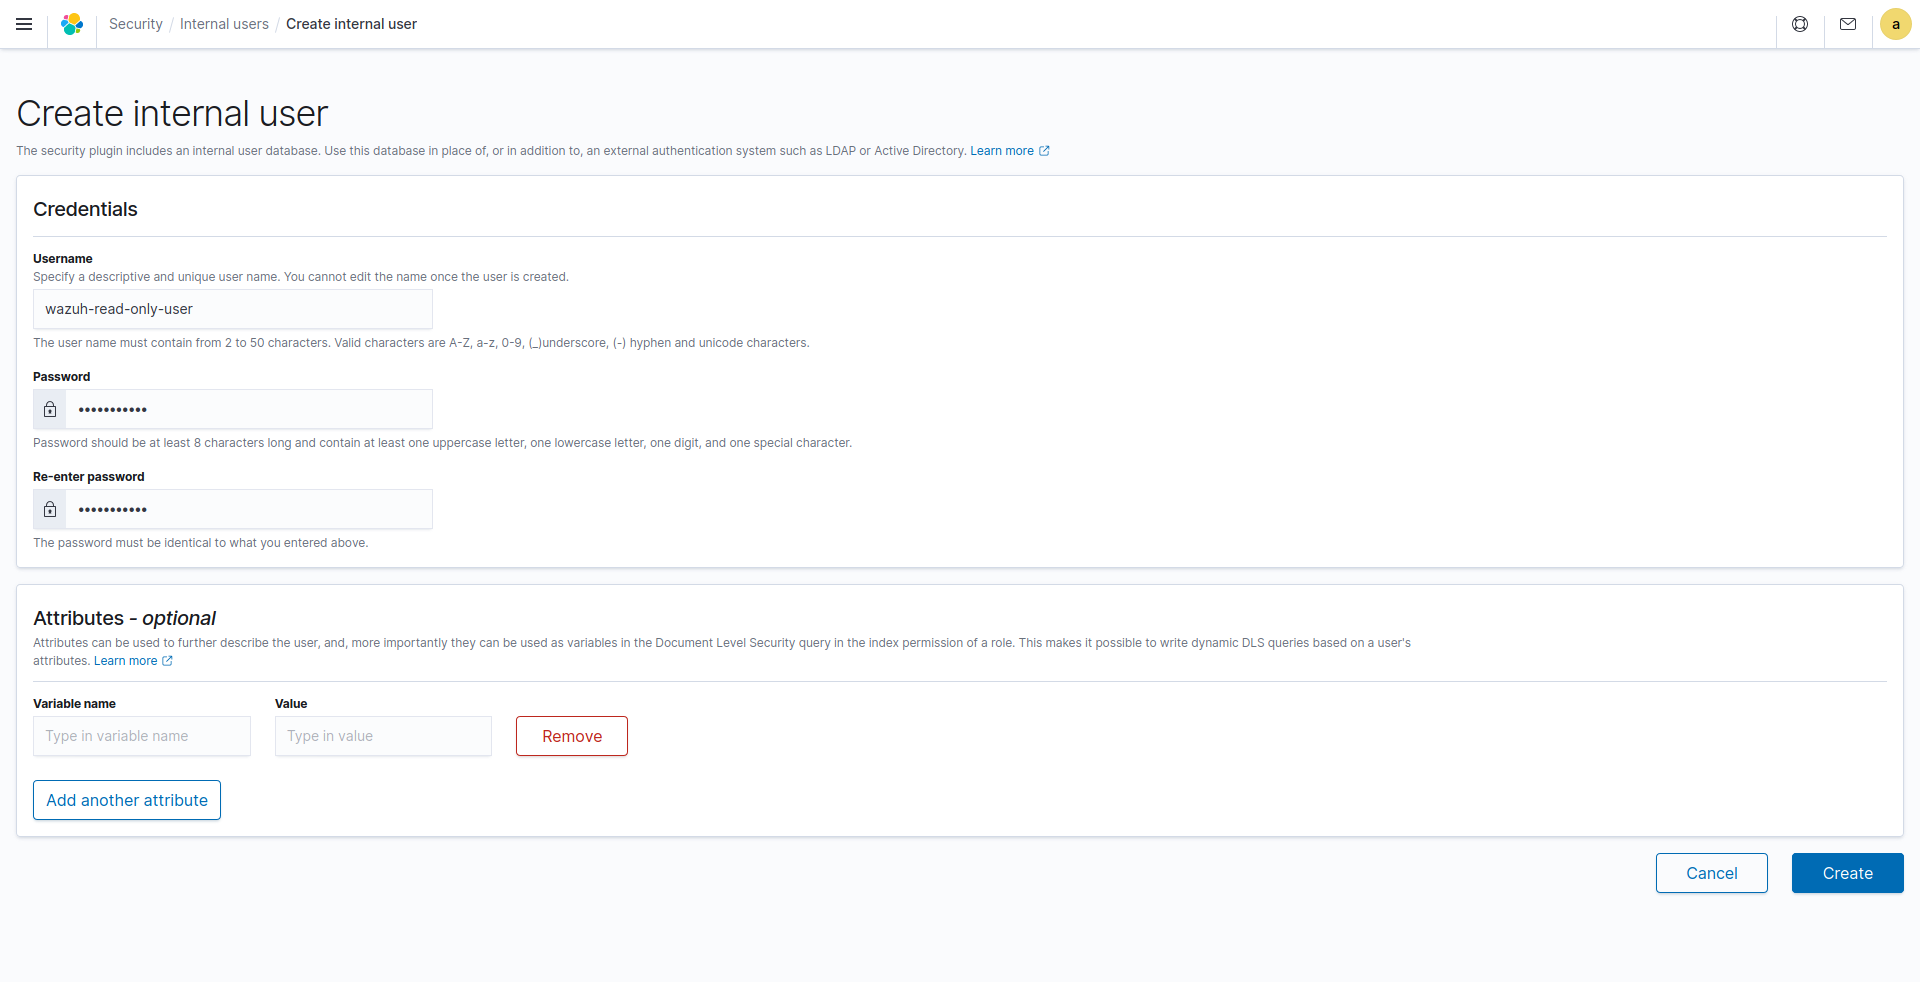 Security / Internal users / Create internal user
a
Create internal user
The security plugin includes an internal user database. Use this database in place of, or in addition to, an external authentication system such as LDAP or Active Directory. Learn more
Credentials
Username
Specify a descriptive and unique user name. You cannot edit the name once the user is created.
wazuh-read-only-user
The user name must contain from 2 to 50 characters. Valid characters are A-Z, a-z, 0-9, (_)underscore, (-) hyphen and unicode characters.
Password
•••••••••••
Password should be at least 8 characters long and contain at least one uppercase letter, one lowercase letter, one digit, and one special character.
Re-enter password
•••••••••••
The password must be identical to what you entered above.
Attributes - optional
Attributes can be used to further describe the user, and, more importantly they can be used as variables in the Document Level Security query in the index permission of a role. This makes it possible to write dynamic DLS queries based on a user's
attributes. Learn more
Variable name Value
Type in variable name Type in value Remove
Add another attribute
Cancel Create